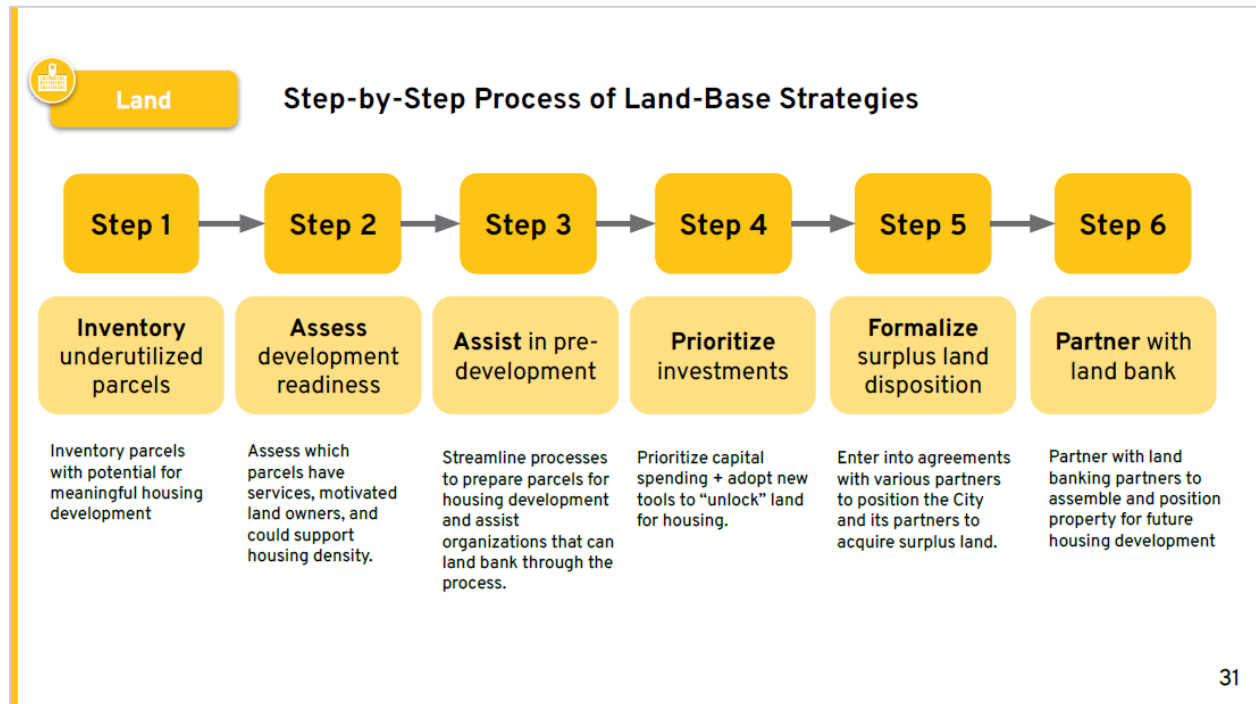 Land
Step-by-Step Process of Land-Base Strategies
Step 1
Step 2
Step 3
Step 4
Step 5
Step 6
Inventory
underutilized
parcels
Assess
development
readiness
Assist in pre-
development
Prioritize
investments
Formalize
surplus land
disposition
Partner with
land bank
Inventory parcels
with potential for
meaningful housing
development
Assess which
parcels have
services, motivated
land owners, and
could support
housing density.
Streamline processes
to prepare parcels for
housing development
and assist
organizations that can
land bank through the
process.
Prioritize capital
spending + adopt new
tools to “unlock” land
for housing.
Enter into agreements
with various partners
to position the City
and its partners to
acquire surplus land.
Partner with land
banking partners to
assemble and position
property for future
housing development
31